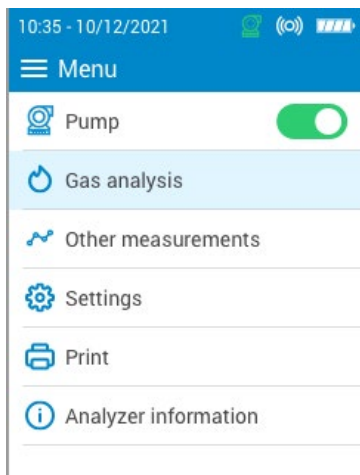 10:35 - 10/12/2021
Menu
Pump
Gas analysis
Other measurements
Settings
Print
Analyzer information